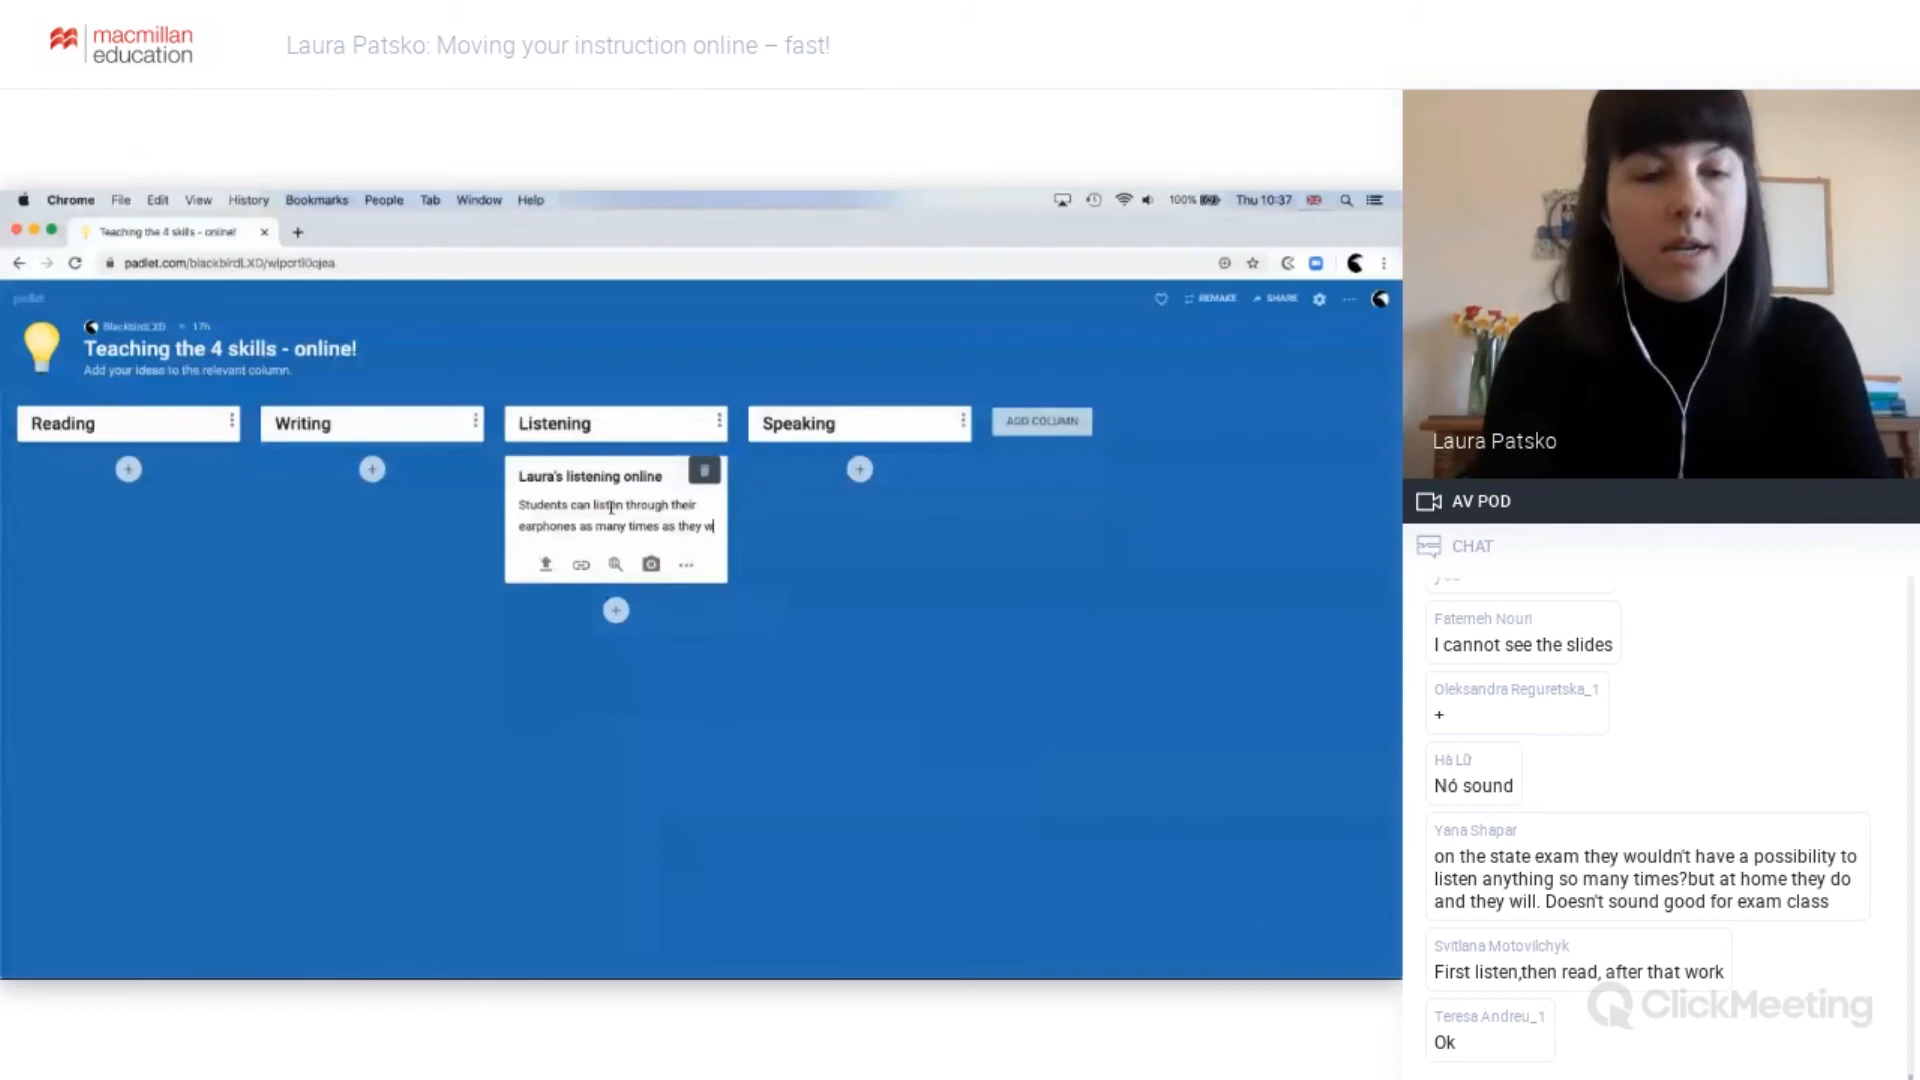 macmillan
education
Laura Patsko: Moving your instruction online – fast!
Chrome File Edit View History Bookmarks People Tab Window Help
100% Thu 10:37
Teaching the 4 skills - online!
padlet.com/blackbirdLXD/wlpcrtl0ojea
padlet
REMAKE SHARE
BlackbirdLXD 17h
Teaching the 4 skills - online!
Add your ideas to the relevant column.
Reading
Writing
Listening
Speaking
ADD COLUMN
Laura's listening online
Students can listen through their
earphones as many times as they w
Laura Patsko
AV POD
CHAT
Fatemeh Nouri
I cannot see the slides
Oleksandra Reguretska_1
+
Hà Lữ
Nó sound
Yana Shapar
on the state exam they wouldn't have a possibility to
listen anything so many times?but at home they do
and they will. Doesn't sound good for exam class
Svitlana Motovilchyk
First listen,then read, after that work
Teresa Andreu_1
Ok
ClickMeeting